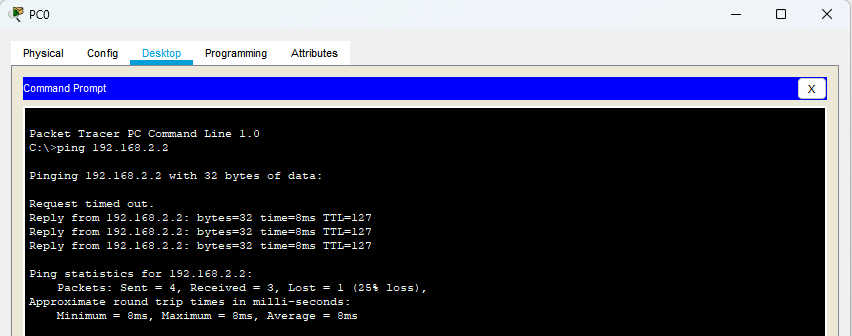 PC0
Physical Config Desktop Programming Attributes
Command Prompt X
Packet Tracer PC Command Line 1.0
C:\>ping 192.168.2.2
Pinging 192.168.2.2 with 32 bytes of data:
Request timed out.
Reply from 192.168.2.2: bytes=32 time=8ms TTL=127
Reply from 192.168.2.2: bytes=32 time=8ms TTL=127
Reply from 192.168.2.2: bytes=32 time=8ms TTL=127
Ping statistics for 192.168.2.2:
Packets: Sent = 4, Received = 3, Lost = 1 (25% loss),
Approximate round trip times in milli-seconds:
Minimum = 8ms, Maximum = 8ms, Average = 8ms